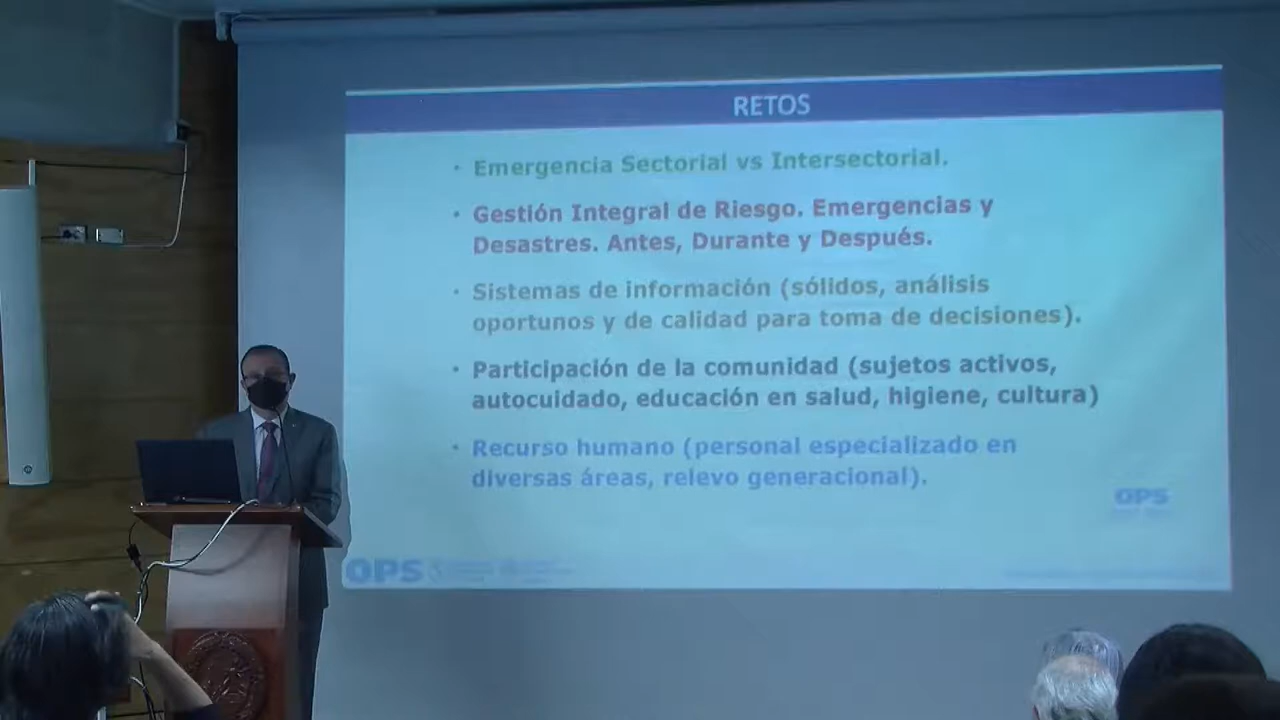 RETOS
· Emergencia Sectorial vs Intersectorial.
· Gestión Integral de Riesgo. Emergencias y
Desastres. Antes, Durante y Después.
· Sistemas de información (sólidos, análisis
oportunos y de calidad para toma de decisiones).
· Participación de la comunidad (sujetos activos,
autocuidado, educación en salud, higiene, cultura)
· Recurso humano (personal especializado en
diversas áreas, relevo generacional).
OPS
OPS